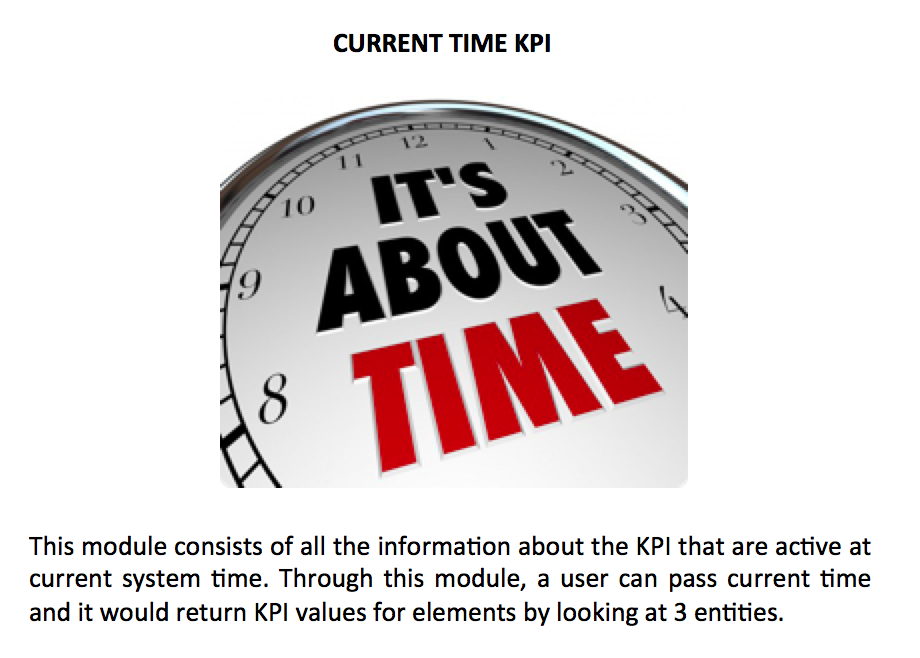 CURRENT TIME KPI
12
1
11
2
10
IT'S
3
ABOUT
9
4
TIME
8
This module consists of all the information about the KPI that are active at
current system time. Through this module, a user can pass current time
and it would return KPI values for elements by looking at 3 entities.